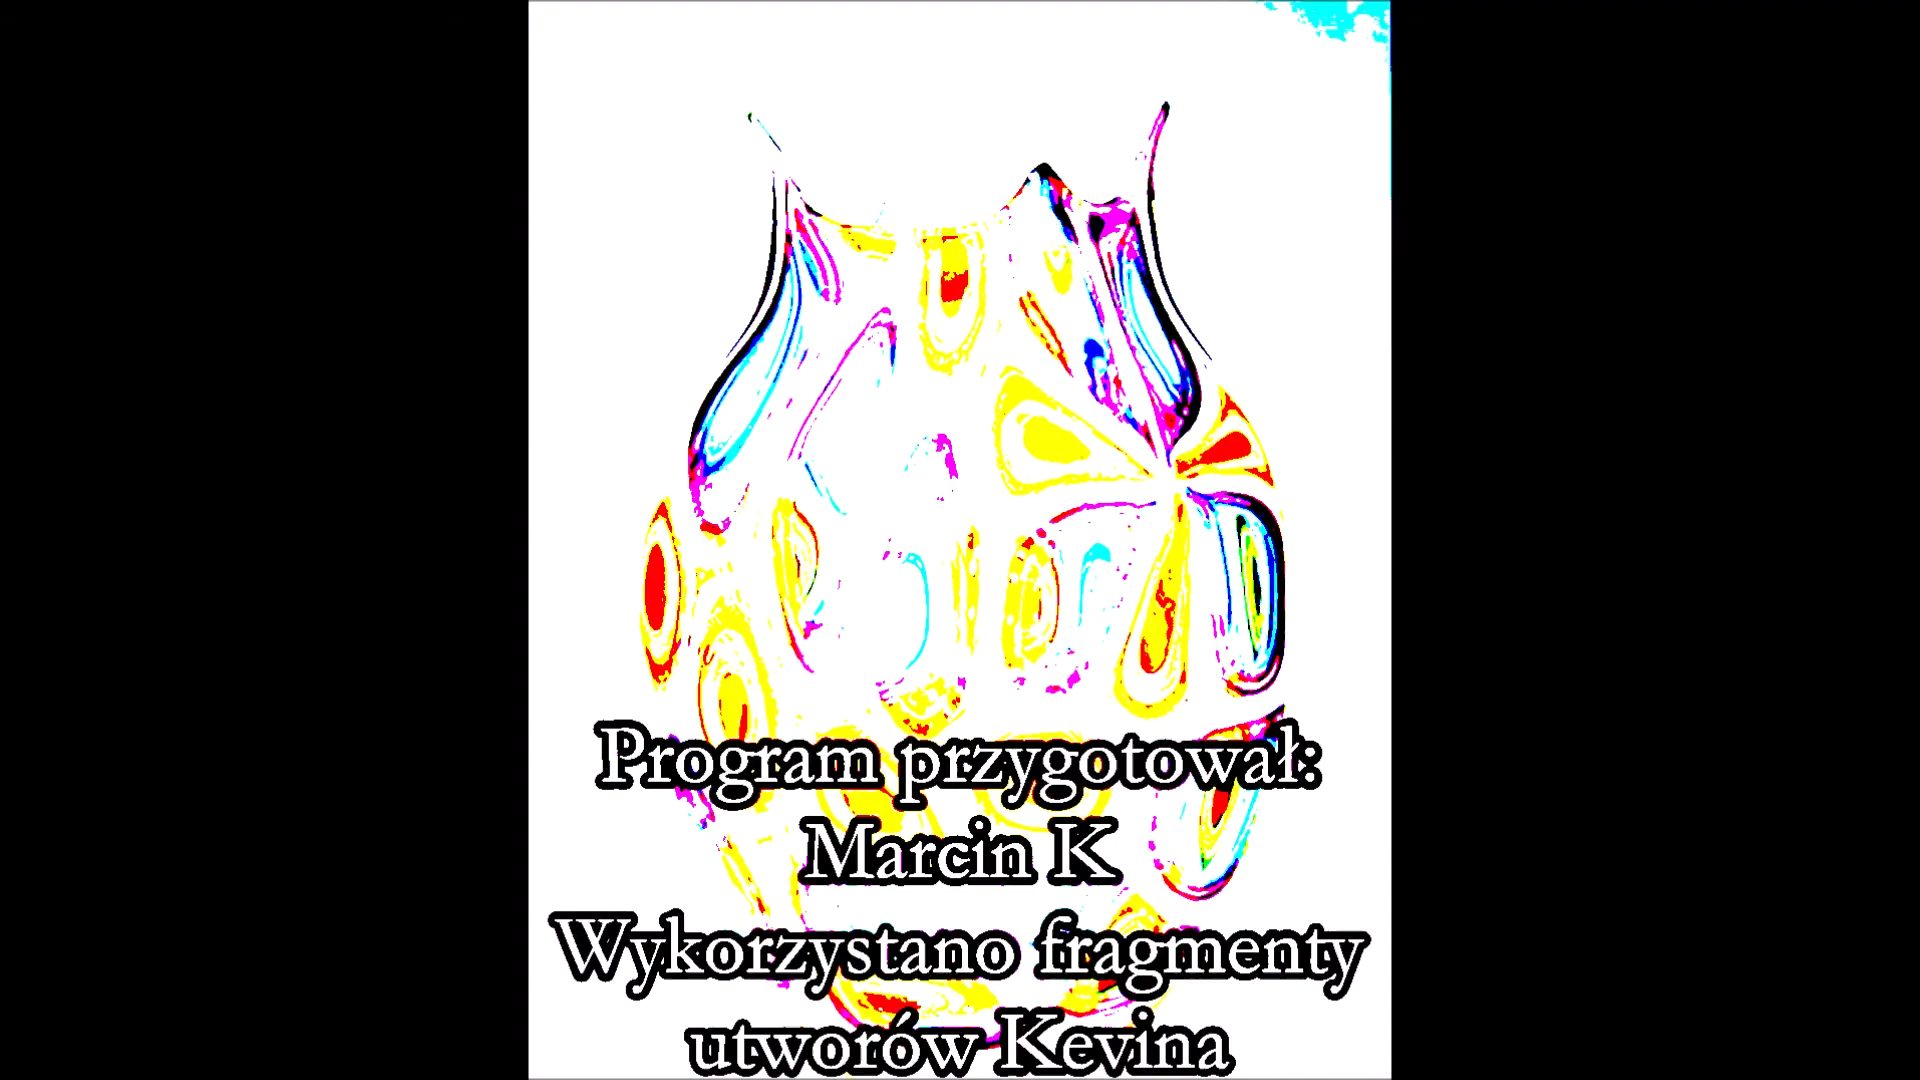 Program przygotował:
Marcin K
Wykorzystano fragmenty
utworów Kevina